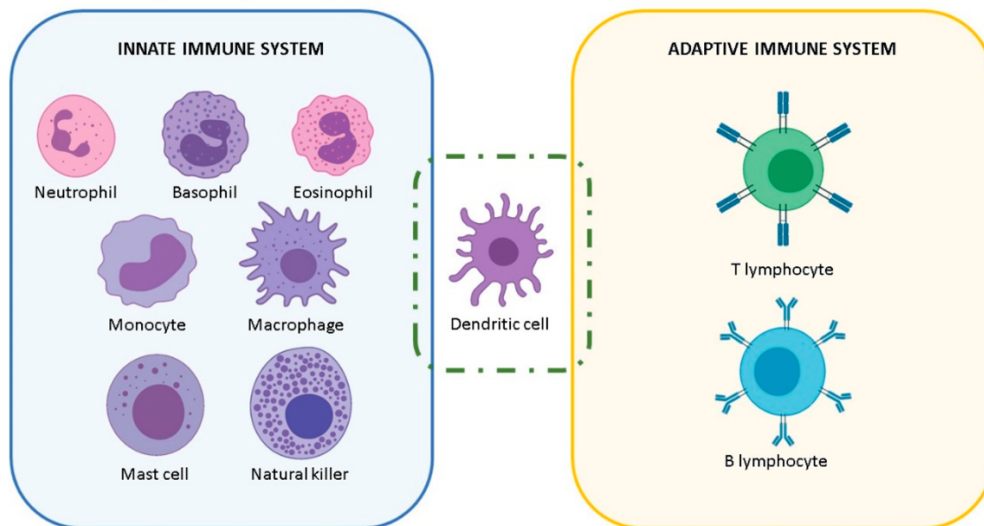 INNATE IMMUNE SYSTEM
ADAPTIVE IMMUNE SYSTEM
Neutrophil
Basophil
Eosinophil
Monocyte
Macrophage
Mast cell
Natural killer
Dendritic cell
T lymphocyte
B lymphocyte